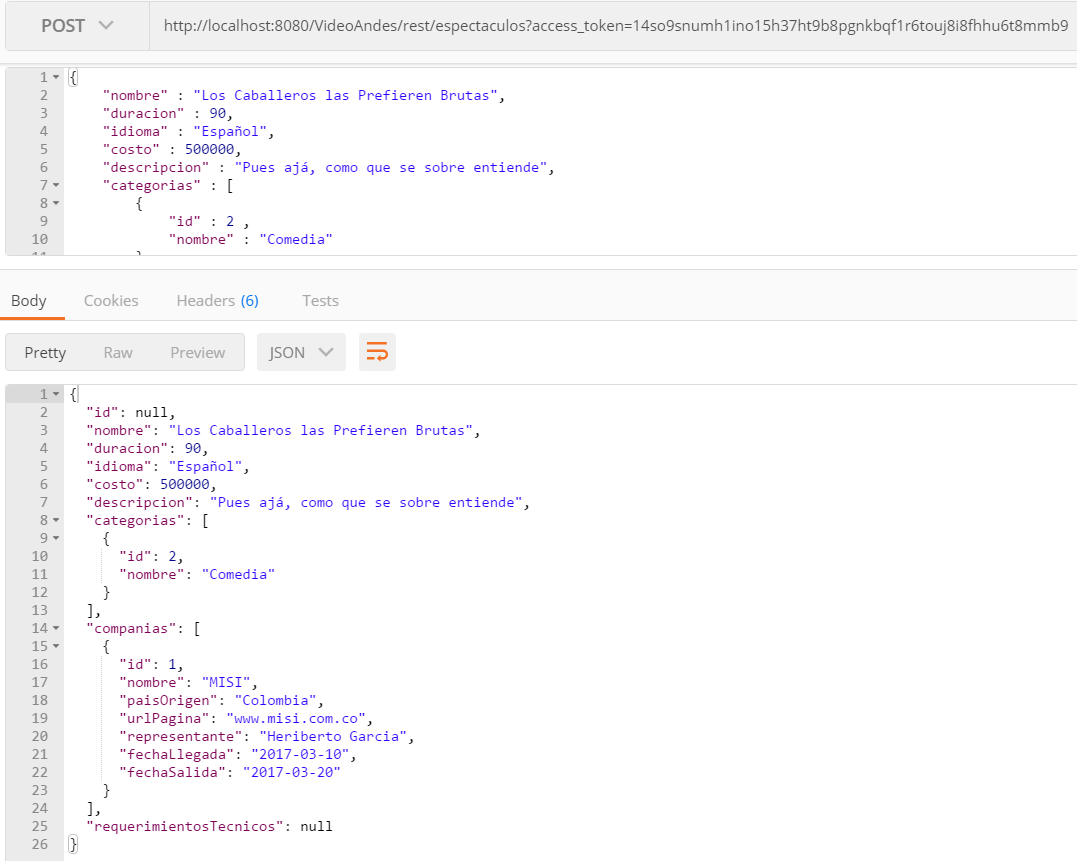 POST http://localhost:8080/VideoAndes/rest/espectaculos?access_token=14so9snumh1ino15h37ht9b8pgnkbqf1r6touj8i8fhhu6t8mmb9
1 {
2 "nombre" : "Los Caballeros las Prefieren Brutas",
3 "duracion" : 90,
4 "idioma" : "Español",
5 "costo" : 500000,
6 "descripcion" : "Pues ajá, como que se sobre entiende",
7 "categorias" : [
8 {
9 "id" : 2 ,
10 "nombre" : "Comedia"
11 }
Body Cookies Headers (6) Tests
Pretty Raw Preview JSON
1 {
2 "id": null,
3 "nombre": "Los Caballeros las Prefieren Brutas",
4 "duracion": 90,
5 "idioma": "Español",
6 "costo": 500000,
7 "descripcion": "Pues ajá, como que se sobre entiende",
8 "categorias": [
9 {
10 "id": 2,
11 "nombre": "Comedia"
12 }
13 ],
14 "companias": [
15 {
16 "id": 1,
17 "nombre": "MISI",
18 "paisOrigen": "Colombia",
19 "urlPagina": "www.misi.com.co",
20 "representante": "Heriberto Garcia",
21 "fechaLlegada": "2017-03-10",
22 "fechaSalida": "2017-03-20"
23 }
24 ],
25 "requerimientosTecnicos": null
26 }